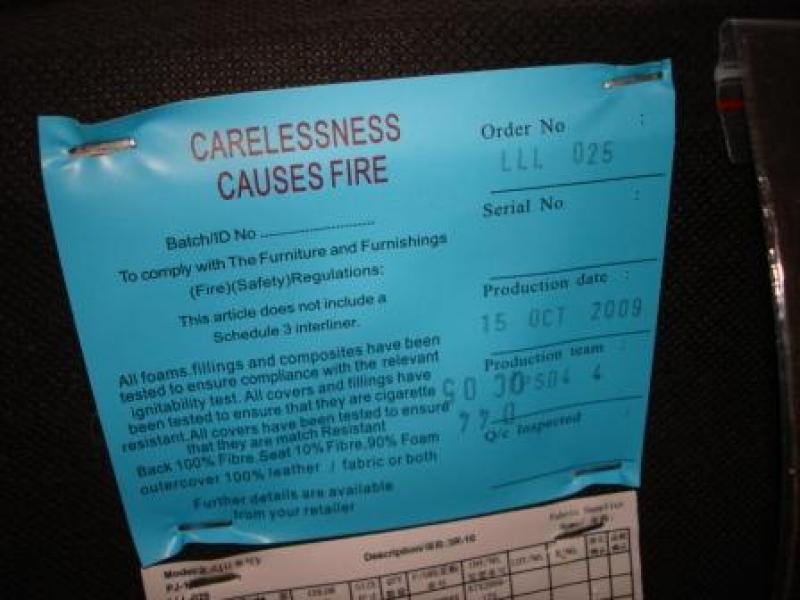 CARELESSNESS
CAUSES FIRE
Batch/ID No
To comply with The Furniture and Furnishings
(Fire)(Safety)Regulations:
This article does not include a
Schedule 3 interliner.
All foams,fillings and composites have been
tested to ensure compliance with the relevant
ignitability test. All covers and fillings have
been tested to ensure that they are cigarette
resistant.All covers have been tested to ensure
that they are match Resistant
Back 100% Fibre.Seat 10% Fibre,90% Foam
outercover 100% leather / fabric or both
Further details are available
from your retailer
Order No :
LLL 025
Serial No :
Production date :
15 OCT 2009
Production team :
S04 4
Q/c Inspected :
Description